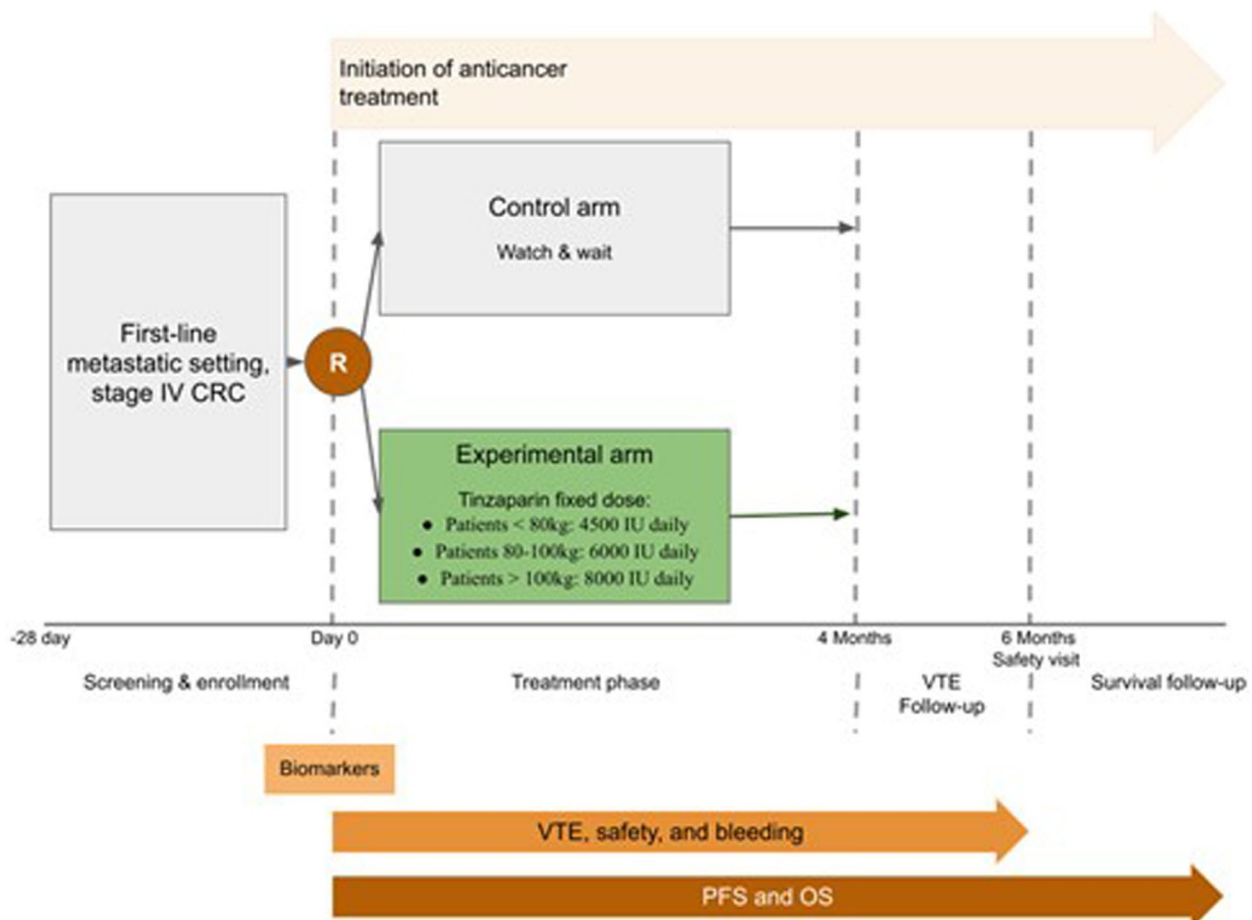 Initiation of anticancer
treatment
Control arm
Watch & wait
First-line
metastatic setting,
stage IV CRC
R
Experimental arm
Tinzaparin fixed dose:
● Patients < 80kg: 4500 IU daily
● Patients 80-100kg: 6000 IU daily
● Patients > 100kg: 8000 IU daily
-28 day
Day 0
4 Months
6 Months
Safety visit
Screening & enrollment
Treatment phase
VTE
Follow-up
Survival follow-up
Biomarkers
VTE, safety, and bleeding
PFS and OS